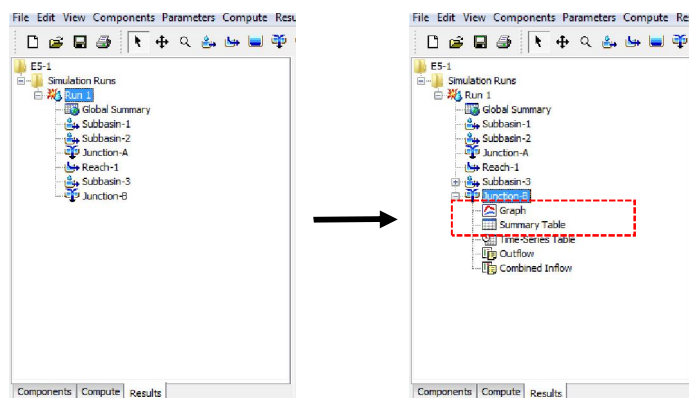 File Edit View Components Parameters Compute Resu
E5-1
Simulation Runs
Run 1
Global Summary
Subbasin-1
Subbasin-2
Junction-A
Reach-1
Subbasin-3
Junction-B
Components Compute Results
File Edit View Components Parameters Compute Re
E5-1
Simulation Runs
Run 1
Global Summary
Subbasin-1
Subbasin-2
Junction-A
Reach-1
Subbasin-3
Junction-B
Graph
Summary Table
Time-Series Table
Outflow
Combined Inflow
Components Compute Results